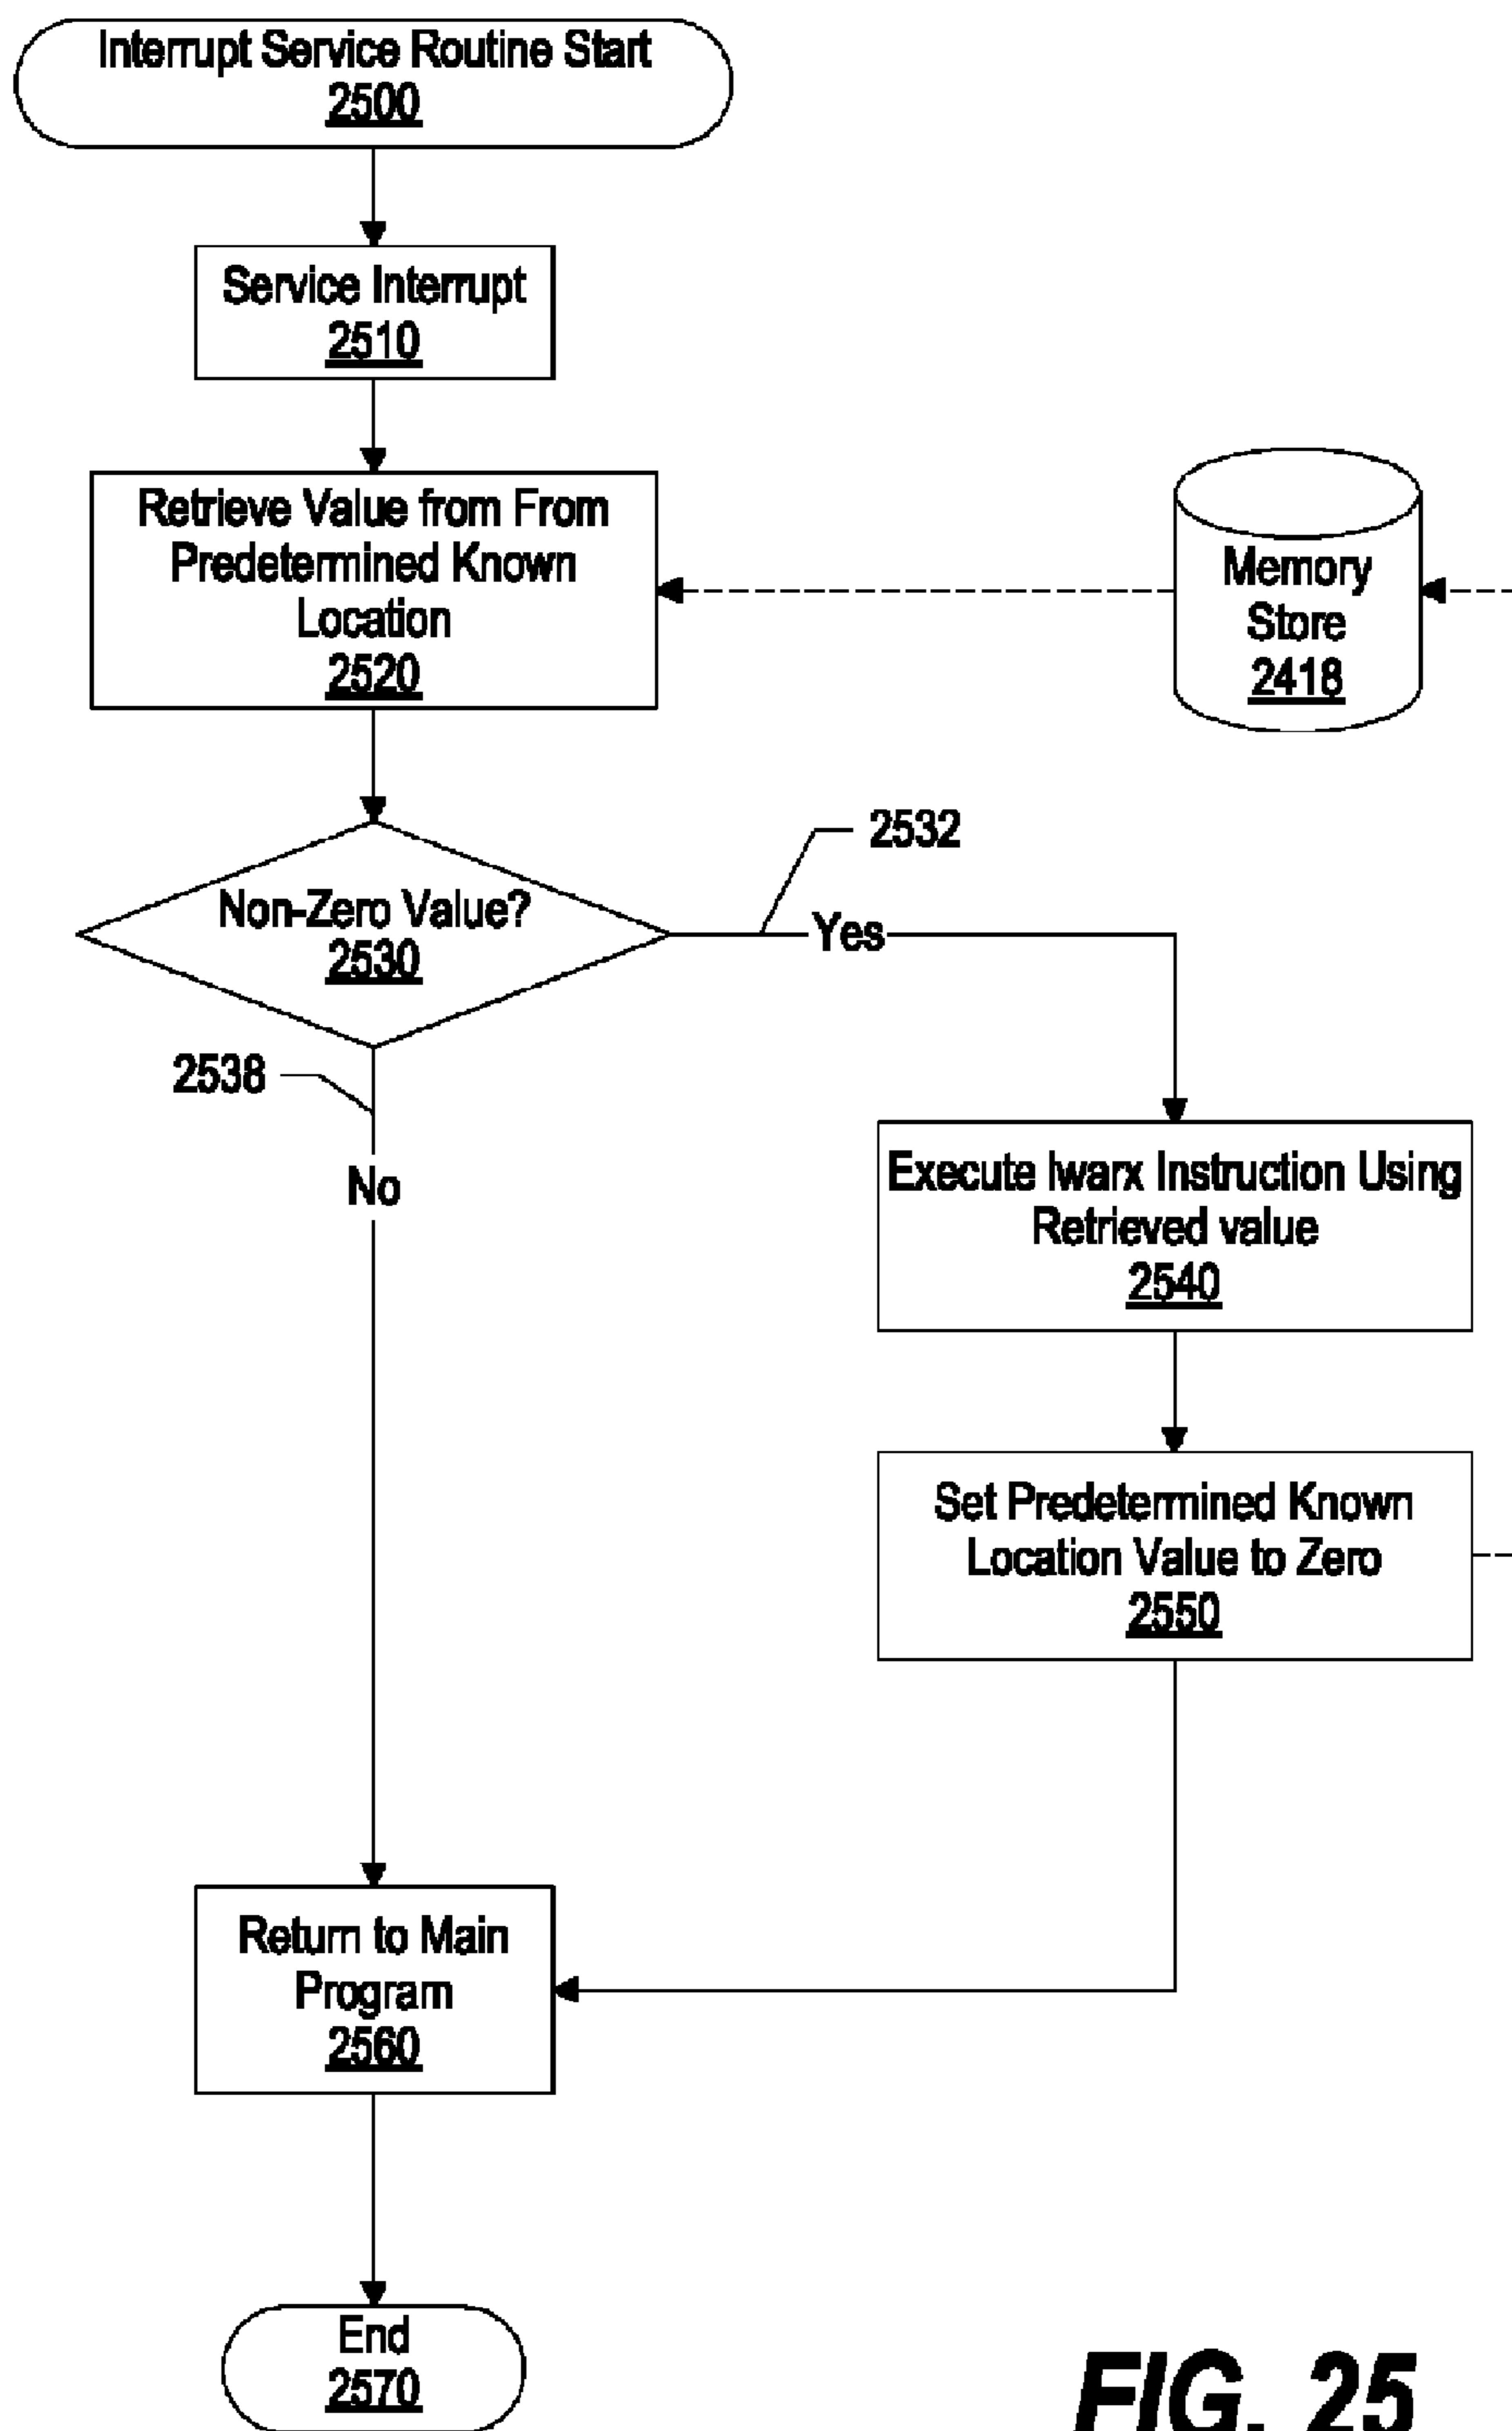 Interrupt Service Routine Start
2500
Service Interrupt
2510
Retrieve Value from From
Predetermined Known
Location
2520
Memory
Store
2418
2532
Non-Zero Value?
2530
Yes
2538
No
Execute lwarx Instruction Using
Retrieved value
2540
Set Predetermined Known
Location Value to Zero
2550
Return to Main
Program
2560
End
2570
FIG. 25